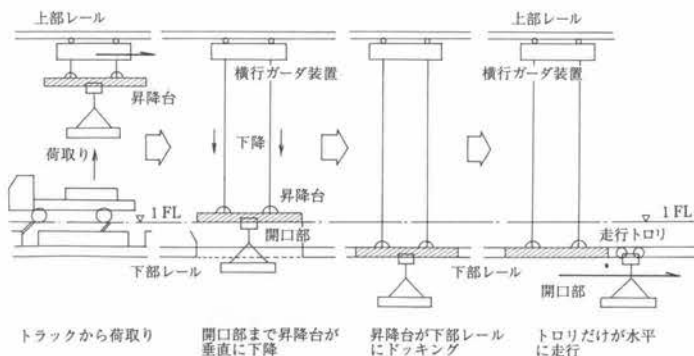 上部レール
昇降台
荷取り
1 FL
下部レール
トラックから荷取り
横行ガーダ装置
下降
昇降台
開口部
開口部まで昇降台が
垂直に下降
下部レール
昇降台が下部レール
にドッキング
上部レール
横行ガーダ装置
1 FL
走行トロリ
開口部
トロリだけが水平
に走行